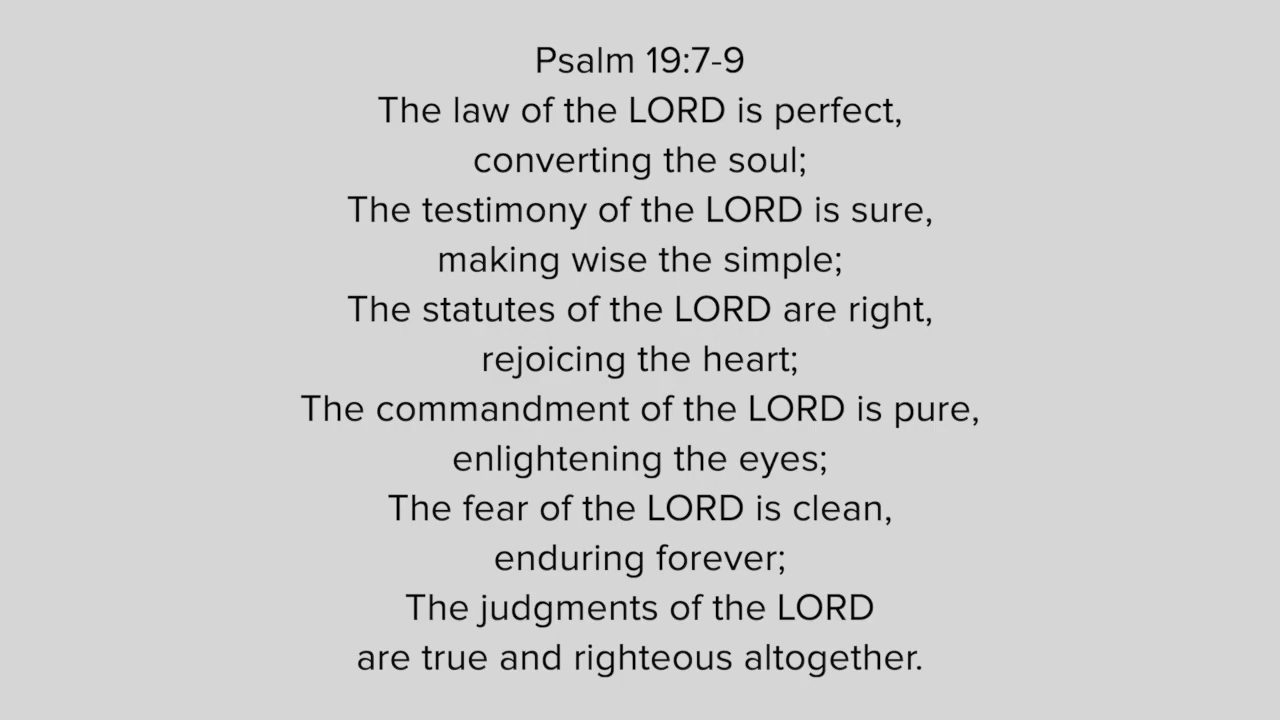 Psalm 19:7-9
The law of the LORD is perfect,
converting the soul;
The testimony of the LORD is sure,
making wise the simple;
The statutes of the LORD are right,
rejoicing the heart;
The commandment of the LORD is pure,
enlightening the eyes;
The fear of the LORD is clean,
enduring forever;
The judgments of the LORD
are true and righteous altogether.